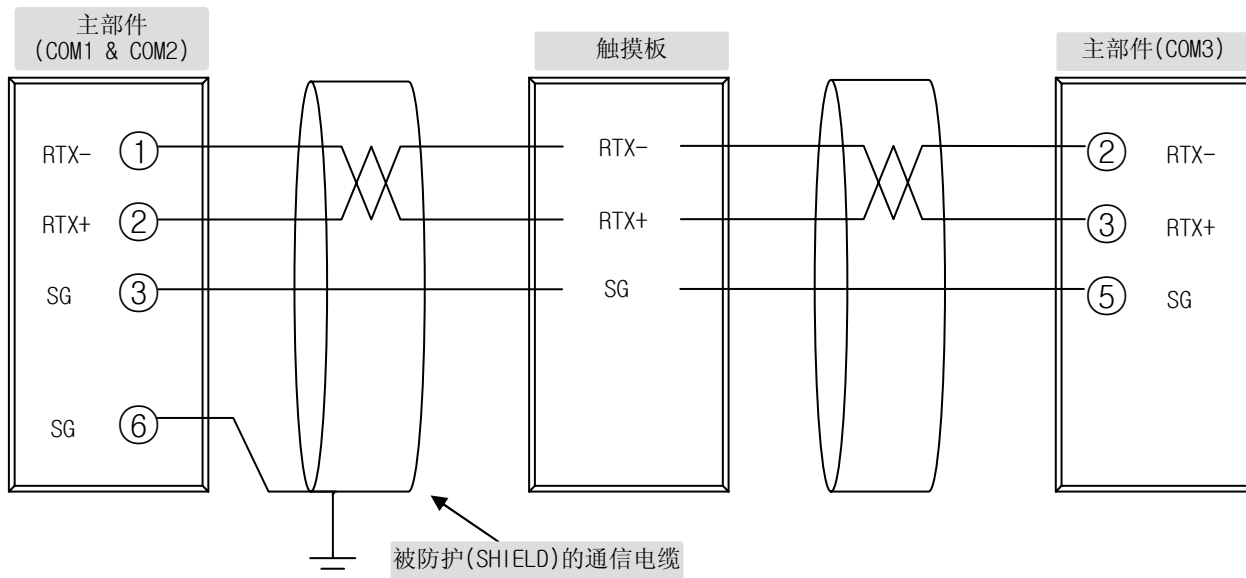 主部件
(COM1 & COM2)
触摸板
主部件(COM3)
RTX- ①
RTX-
② RTX-
RTX+ ②
RTX+
③ RTX+
SG ③
SG
⑤ SG
SG ⑥
被防护(SHIELD)的通信电缆